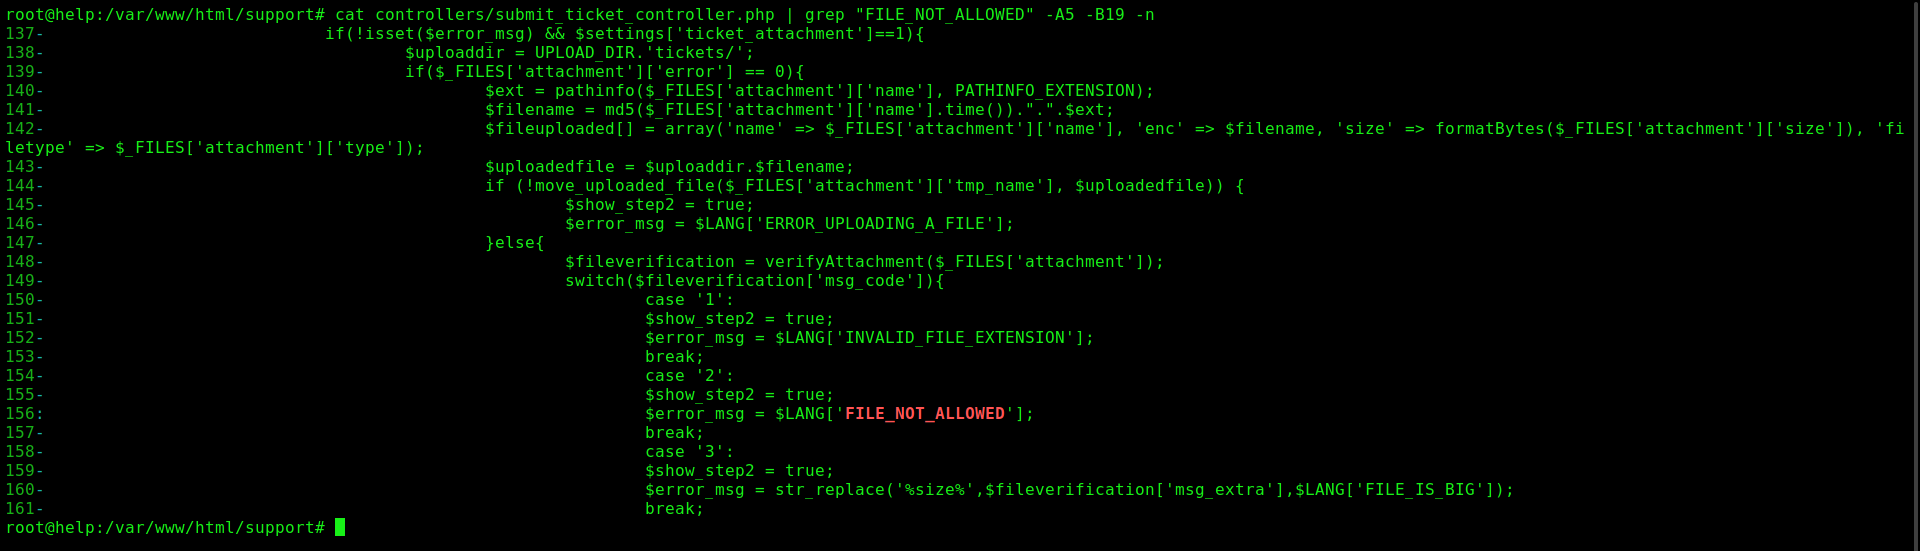 root@help:/var/www/html/support# cat controllers/submit_ticket_controller.php | grep "FILE_NOT_ALLOWED" -A5 -B19 -n
137-                            if(!isset($error_msg) && $settings['ticket_attachment']==1){
138-                                    $uploaddir = UPLOAD_DIR.'tickets/';
139-                                    if($_FILES['attachment']['error'] == 0){
140-                                            $ext = pathinfo($_FILES['attachment']['name'], PATHINFO_EXTENSION);
141-                                            $filename = md5($_FILES['attachment']['name'].time()).".".$ext;
142-                                            $fileuploaded[] = array('name' => $_FILES['attachment']['name'], 'enc' => $filename, 'size' => formatBytes($_FILES['attachment']['size']), 'fi
letype' => $_FILES['attachment']['type']);
143-                                            $uploadedfile = $uploaddir.$filename;
144-                                            if (!move_uploaded_file($_FILES['attachment']['tmp_name'], $uploadedfile)) {
145-                                                    $show_step2 = true;
146-                                                    $error_msg = $LANG['ERROR_UPLOADING_A_FILE'];
147-                                            }else{
148-                                                    $fileverification = verifyAttachment($_FILES['attachment']);
149-                                                    switch($fileverification['msg_code']){
150-                                                            case '1':
151-                                                            $show_step2 = true;
152-                                                            $error_msg = $LANG['INVALID_FILE_EXTENSION'];
153-                                                            break;
154-                                                            case '2':
155-                                                            $show_step2 = true;
156:                                                            $error_msg = $LANG['FILE_NOT_ALLOWED'];
157-                                                            break;
158-                                                            case '3':
159-                                                            $show_step2 = true;
160-                                                            $error_msg = str_replace('%size%',$fileverification['msg_extra'],$LANG['FILE_IS_BIG']);
161-                                                            break;
root@help:/var/www/html/support#